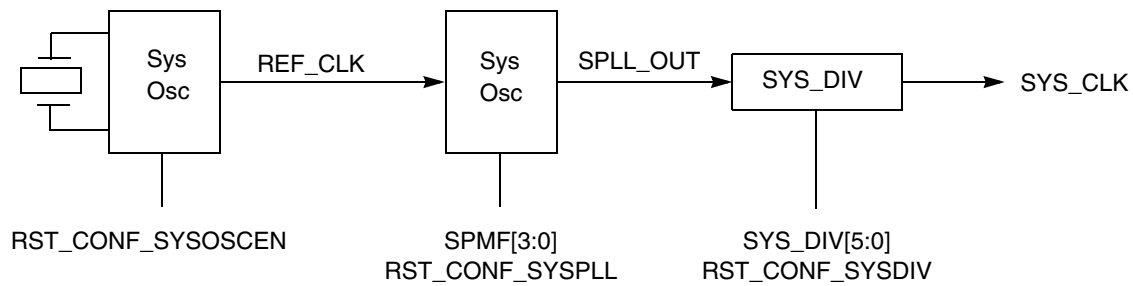 Sys
Osc
REF_CLK
Sys
Osc
SPLL_OUT
SYS_DIV
SYS_CLK
RST_CONF_SYSOSCEN
SPMF[3:0]
RST_CONF_SYSPLL
SYS_DIV[5:0]
RST_CONF_SYSDIV